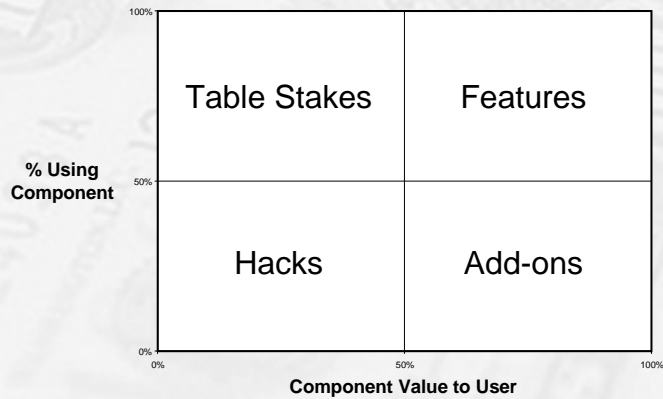 100%
Table Stakes
Features
% Using
Component
50%
Hacks
Add-ons
0%
0%
50%
100%
Component Value to User